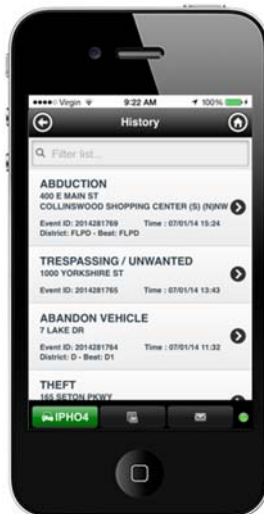 Virgin 9:22 AM 100%
History
Filter list...
ABDUCTION
400 E MAIN ST
COLLINSWOOD SHOPPING CENTER (S) (N)NW
Event ID: 2014281769 Time : 07/01/14 15:24
District: FLPD - Beat: FLPD
TRESPASSING / UNWANTED
1000 YORKSHIRE ST
Event ID: 2014281765 Time : 07/01/14 13:43
ABANDON VEHICLE
7 LAKE DR
Event ID: 2014281764 Time : 07/01/14 11:32
District: D - Beat: D1
THEFT
165 SETON PKWY
IPHO4